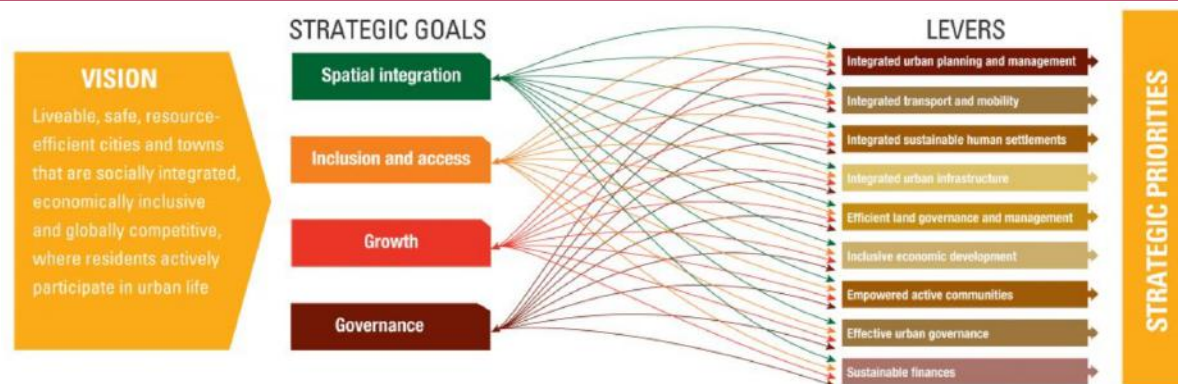 STRATEGIC GOALS
LEVERS
VISION
Liveable, safe, resource-
efficient cities and towns
that are socially integrated,
economically inclusive
and globally competitive,
where residents actively
participate in urban life
Spatial integration
Inclusion and access
Growth
Governance
Integrated urban planning and management
Integrated transport and mobility
Integrated sustainable human settlements
Integrated urban infrastructure
Efficient land governance and management
Inclusive economic development
Empowered active communities
Effective urban governance
Sustainable finances
STRATEGIC PRIORITIES